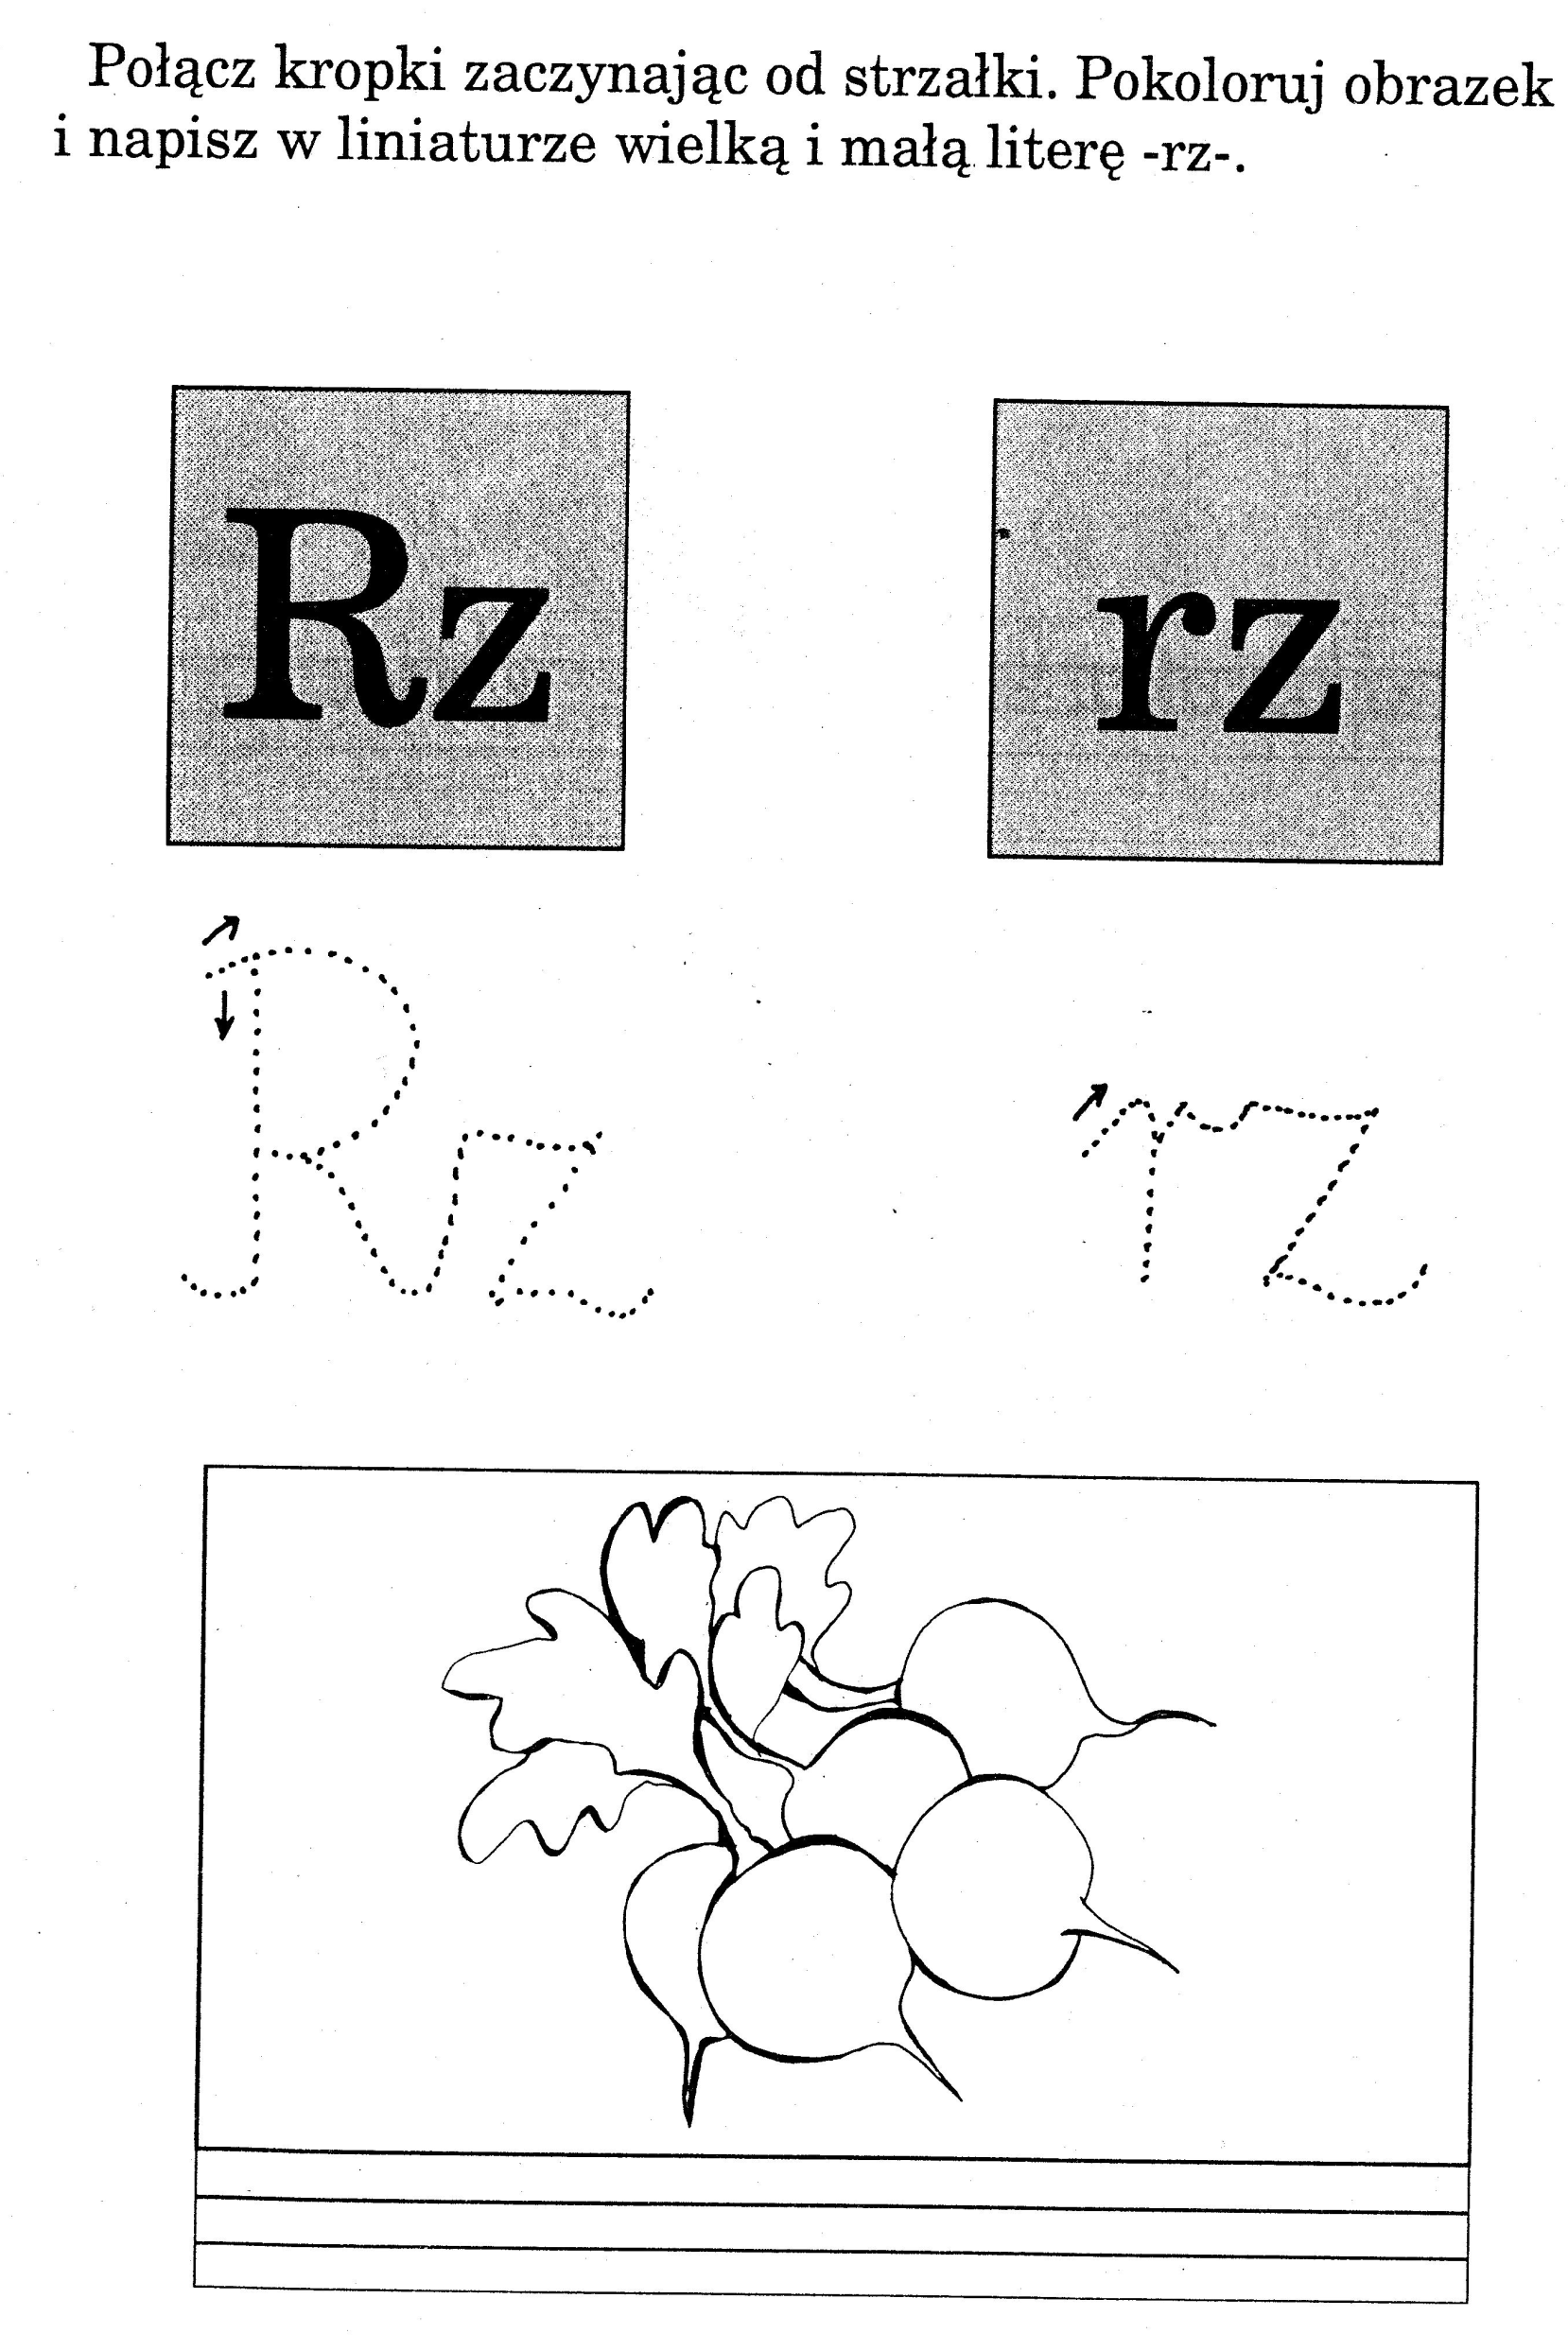 Połącz kropki zaczynając od strzałki. Pokoloruj obrazek
i napisz w liniaturze wielką i małą literę -rz-.
Rz rz
Rz rz